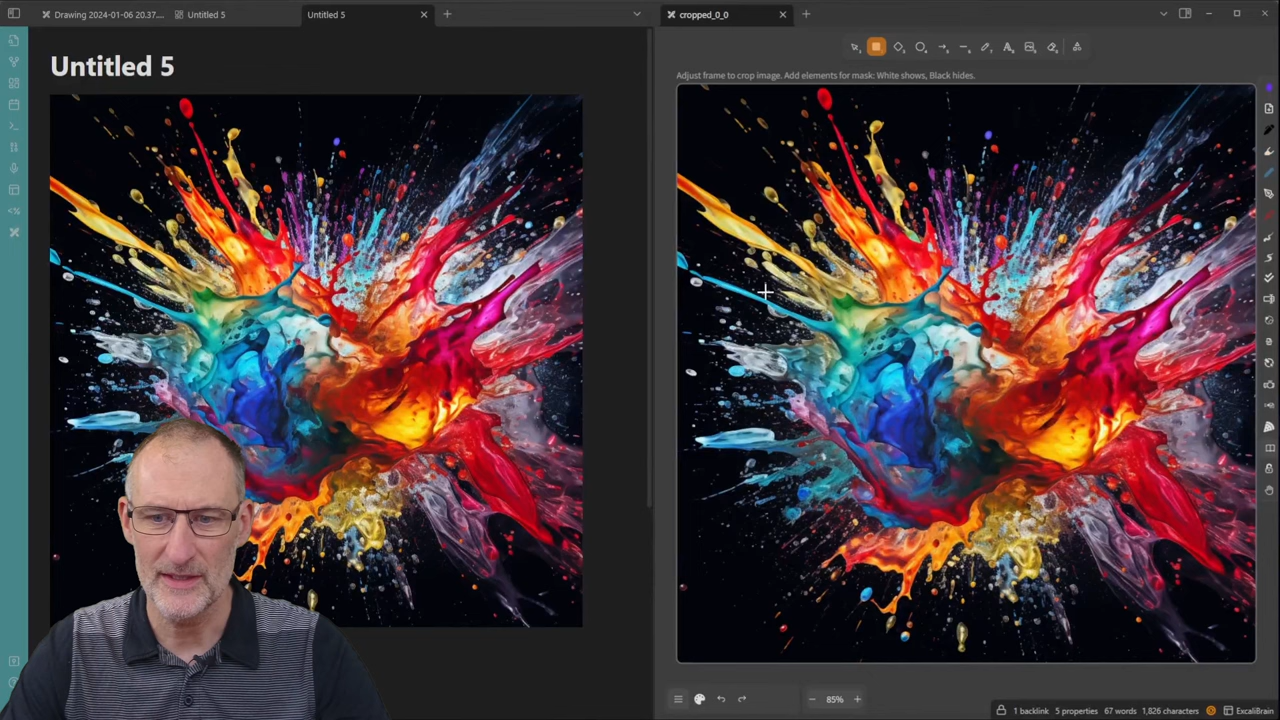 Drawing 2024-01-06 20.37....
Untitled 5
Untitled 5
cropped_0_0
Untitled 5
Adjust frame to crop image. Add elements for mask: White shows, Black hides.
85%
1 backlink
5 properties
67 words
1,826 characters
ExcaliBrain